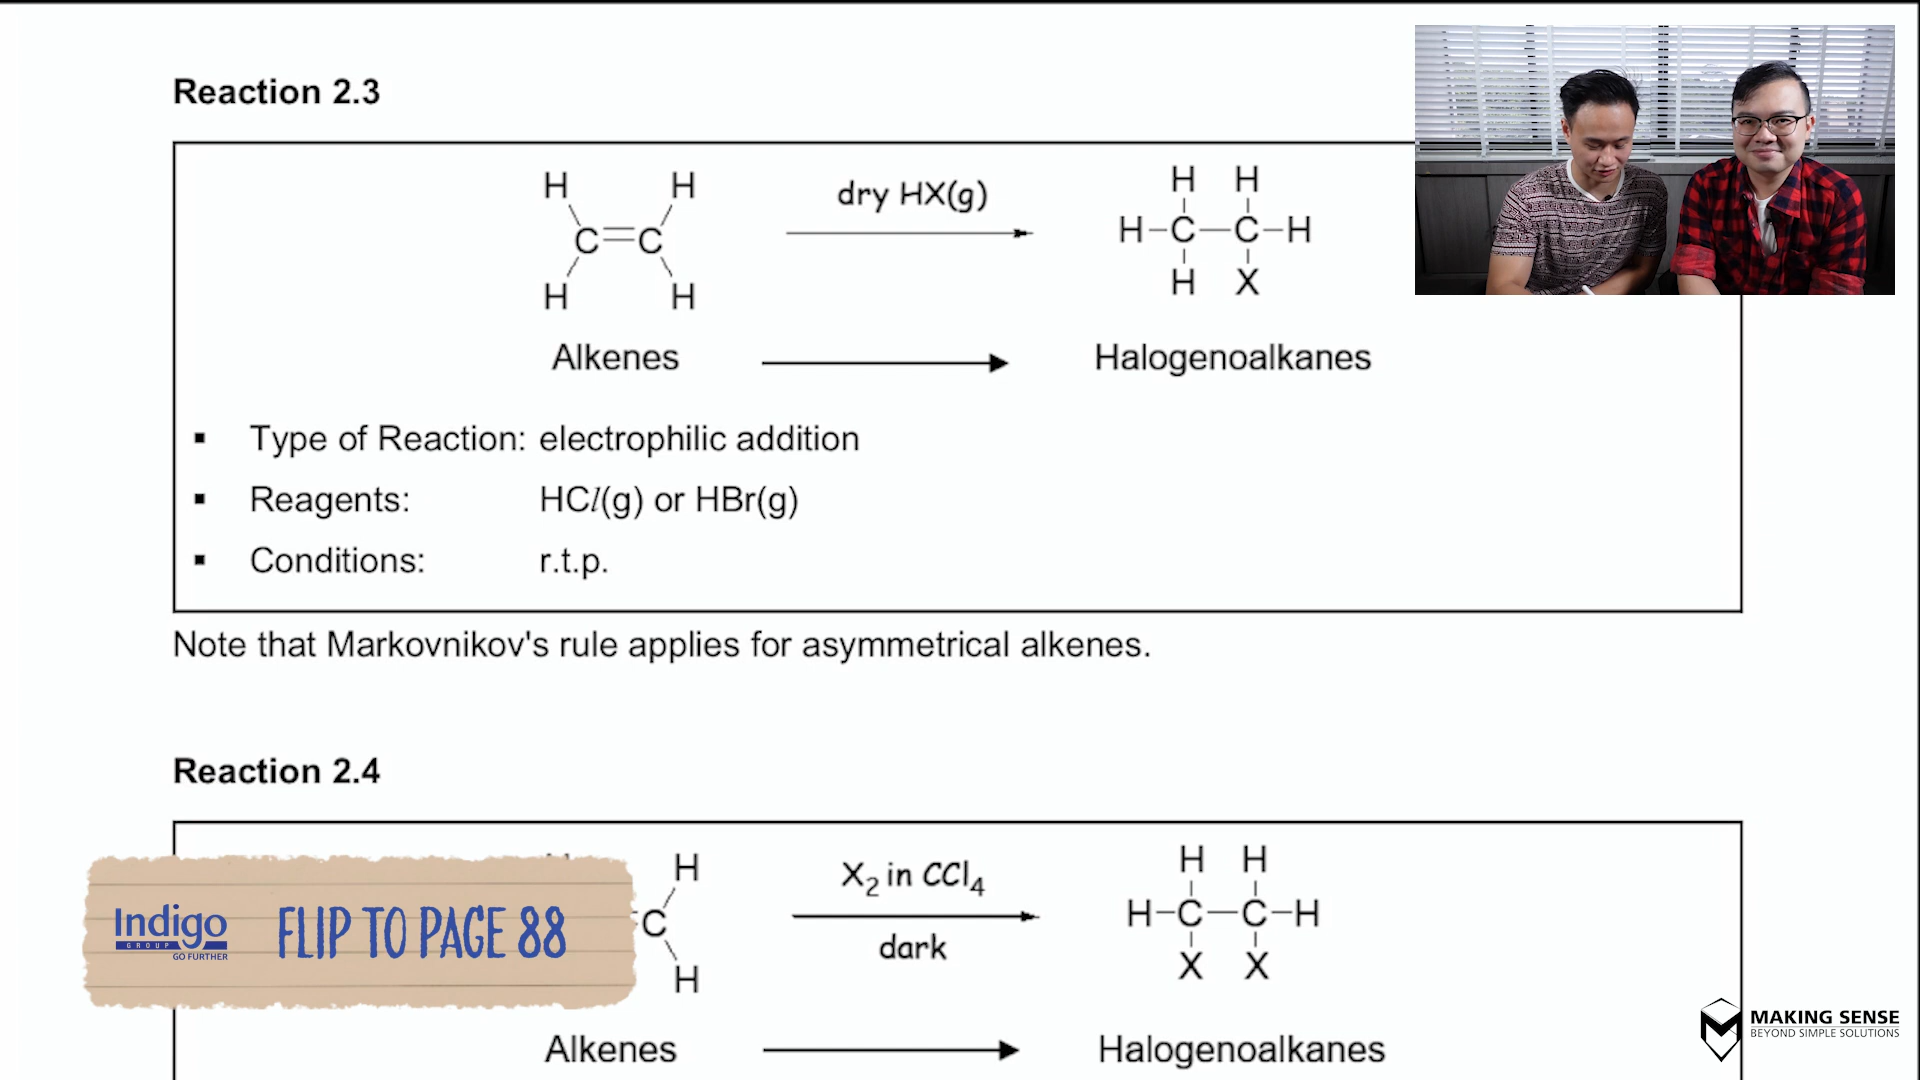 Reaction 2.3
H H
dry HX(g)
C=C
H H
H H
H–C–C–H
H X
Alkenes
Halogenoalkanes
▪ Type of Reaction: electrophilic addition
▪ Reagents: HCl(g) or HBr(g)
▪ Conditions: r.t.p.
Note that Markovnikov's rule applies for asymmetrical alkenes.
Reaction 2.4
H
C
H
X₂ in CCl₄
dark
H H
H–C–C–H
X X
Indigo
GROUP
GO FURTHER
FLIP TO PAGE 88
Alkenes
Halogenoalkanes
MAKING SENSE
BEYOND SIMPLE SOLUTIONS